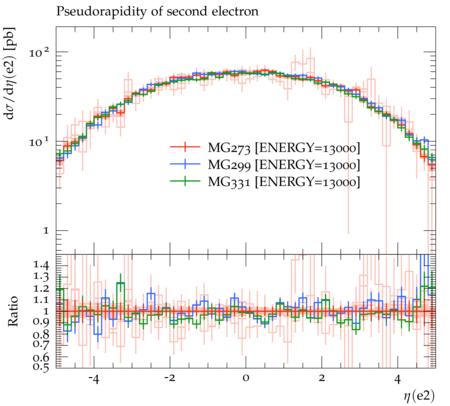 Pseudorapidity of second electron
dσ/dη(e2) [pb]
10²
10¹
1
MG273 [ENERGY=13000]
MG299 [ENERGY=13000]
MG331 [ENERGY=13000]
Ratio
1.4
1.3
1.2
1.1
1
0.9
0.8
0.7
0.6
0.5
-4 -2 0 2 4
η(e2)